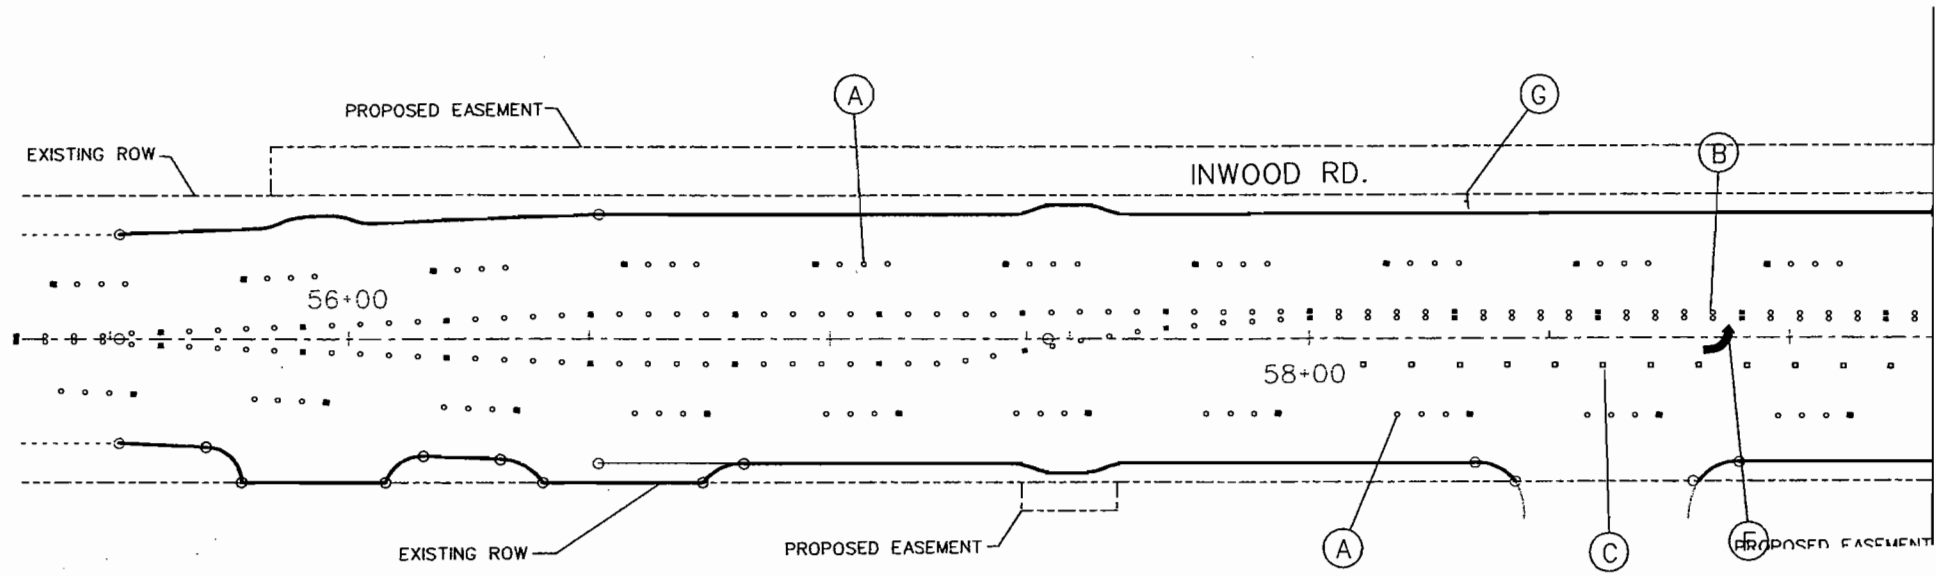 A
G
PROPOSED EASEMENT
B
EXISTING ROW
INWOOD RD.
56+00
58+00
EXISTING ROW
PROPOSED EASEMENT
A
C
PROPOSED EASEMENT